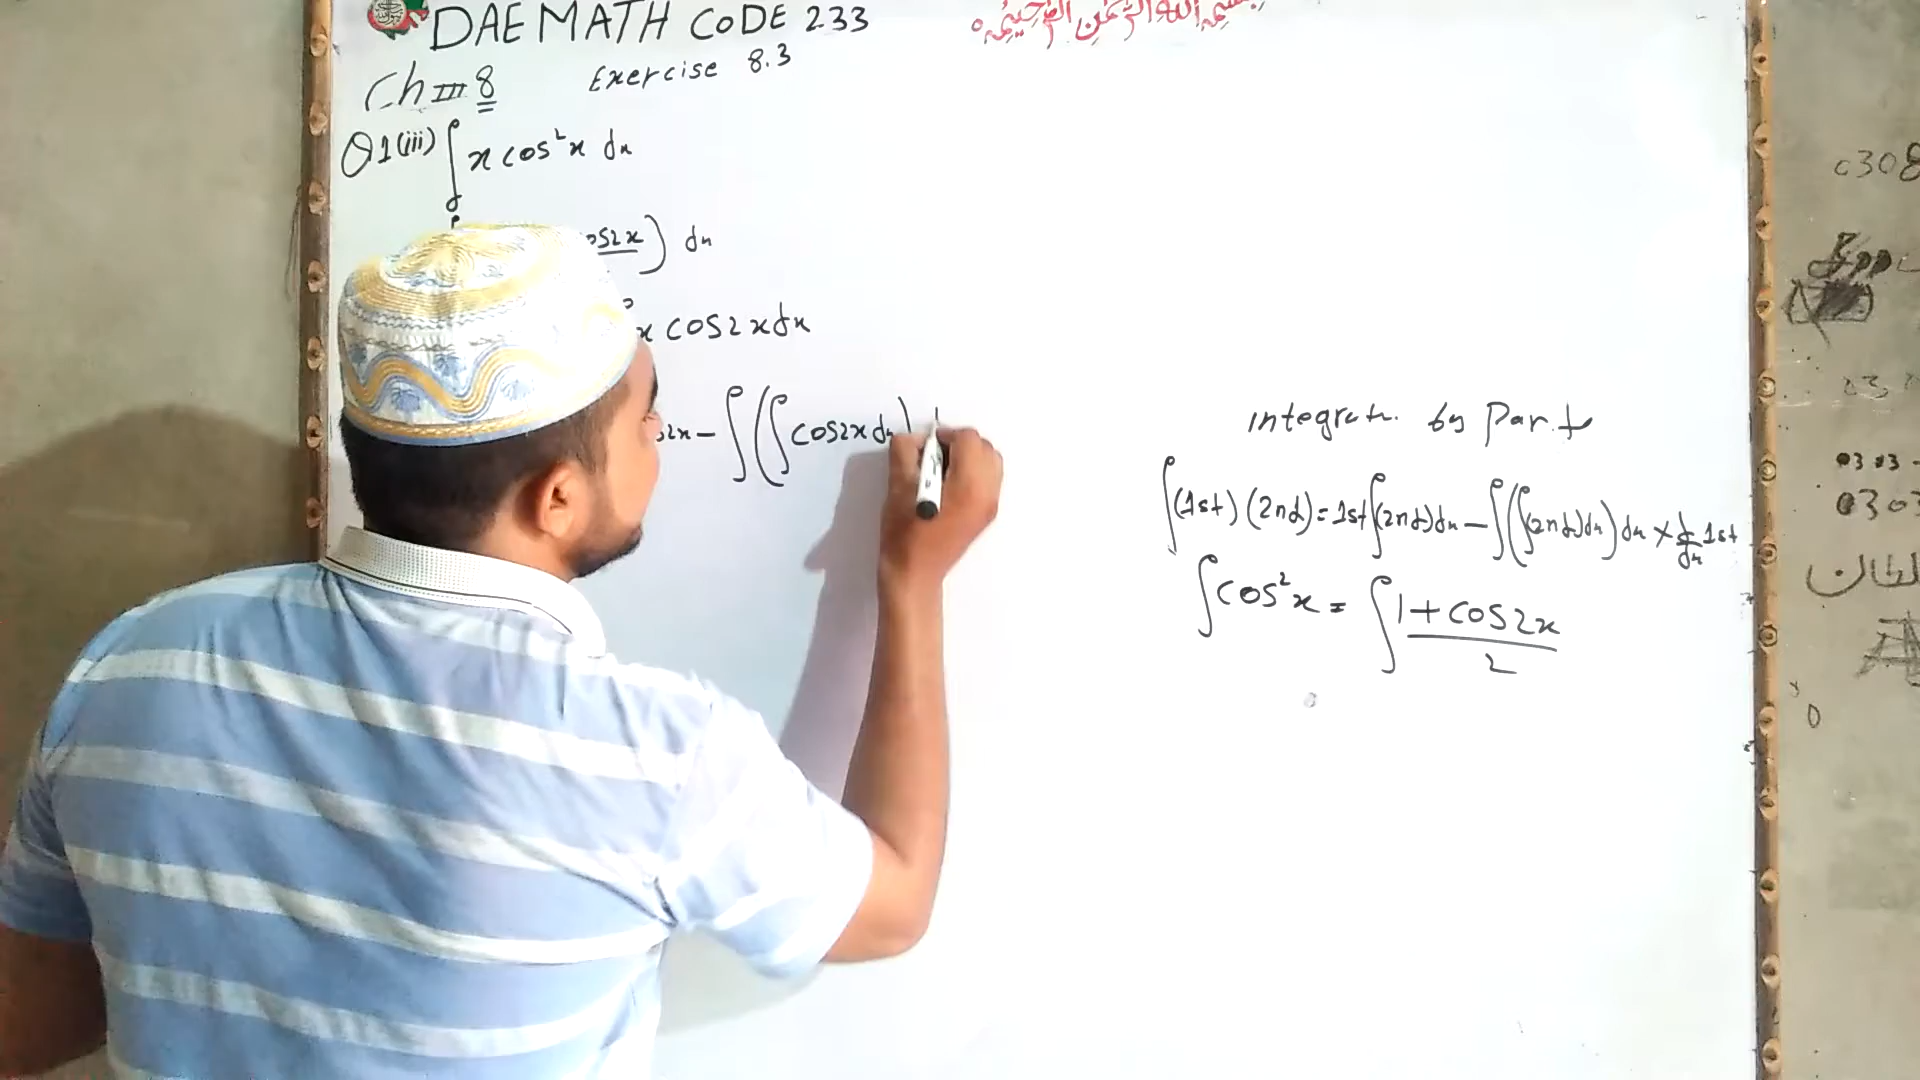 DAE MATH CODE 233
بسم الله الرحمن الرحيم
Ch 8 Exercise 8.3
Q1(iii) ∫ x cos²x dx
os2x) dx
x cos2x dx
s2x - ∫(∫cos2x dx)
Integrate by Part
∫(1st)(2nd) = 1st∫(2nd)dx - ∫(∫(2nd)dx)dx × d/dx 1st
∫cos²x = ∫ 1+cos2x / 2
0308
0303
لطان